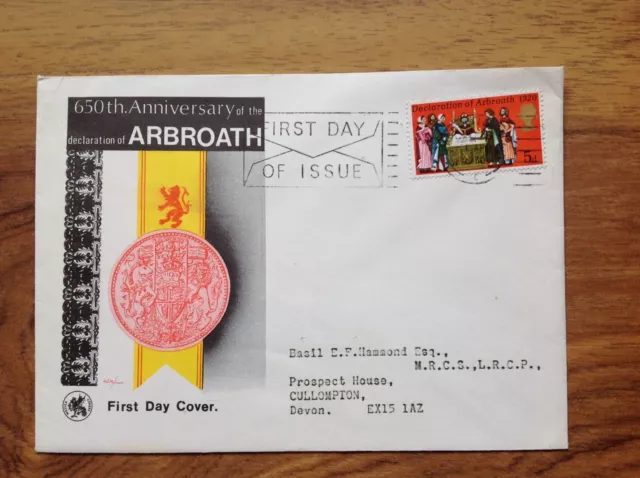 650th. Anniversary of the
declaration of ARBROATH
FIRST DAY
OF ISSUE
Declaration of Arbroath 1320
5d
Basil E.F.Hammond Esq.,
M.R.C.S.,L.R.C.P.,
Prospect House,
CULLOMPTON,
Devon. EX15 1AZ
First Day Cover.